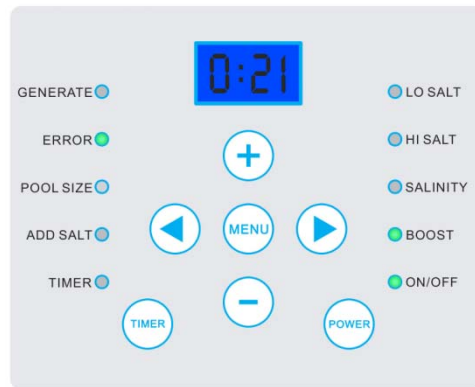 0:21
GENERATE
LO SALT
ERROR
HI SALT
+
POOL SIZE
SALINITY
MENU
ADD SALT
BOOST
TIMER
ON/OFF
−
TIMER
POWER